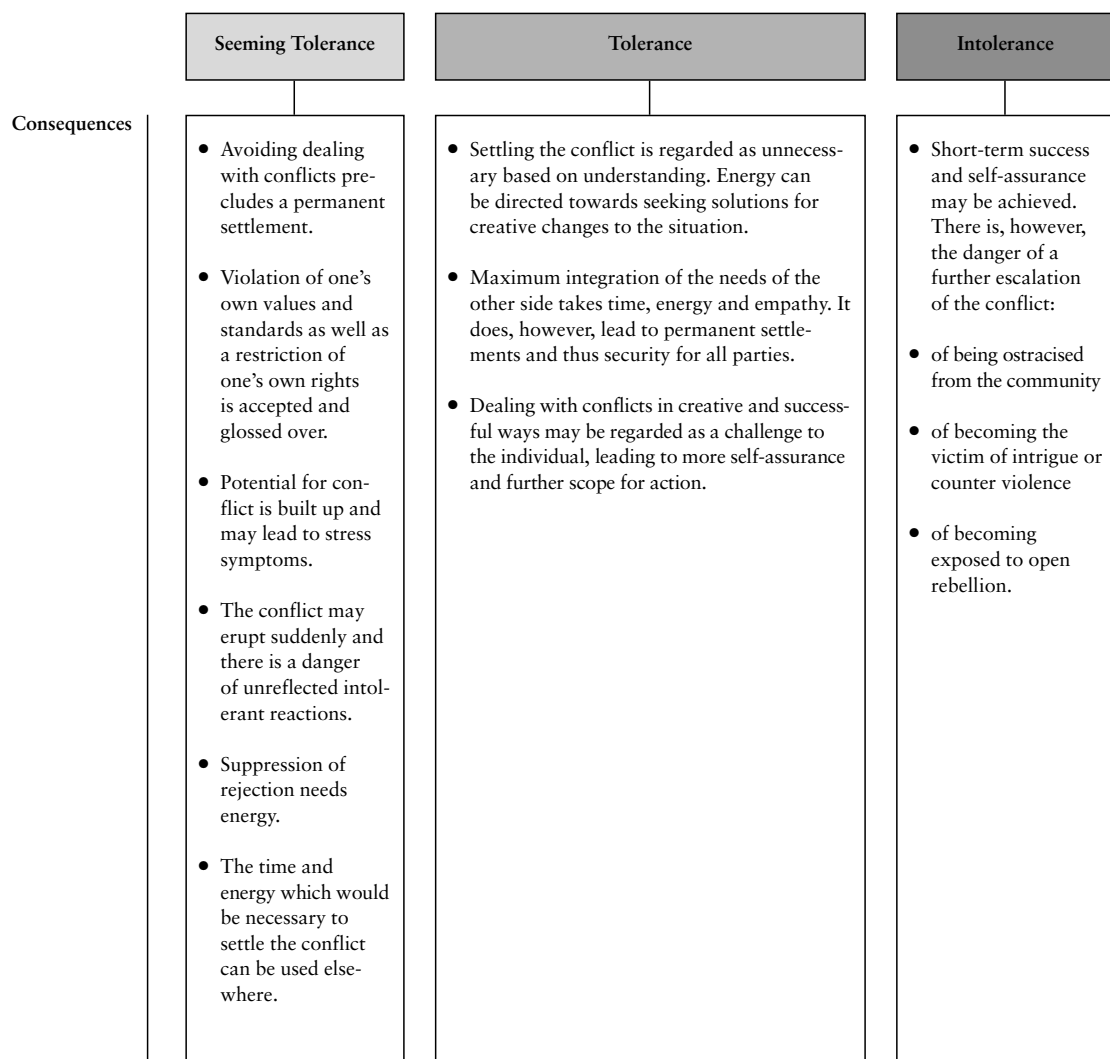 Seeming Tolerance
Tolerance
Intolerance
Consequences
• Avoiding dealing
with conflicts pre-
cludes a permanent
settlement.
• Violation of one's
own values and
standards as well as
a restriction of
one's own rights
is accepted and
glossed over.
• Potential for con-
flict is built up and
may lead to stress
symptoms.
• The conflict may
erupt suddenly and
there is a danger
of unreflected intol-
erant reactions.
• Suppression of
rejection needs
energy.
• The time and
energy which would
be necessary to
settle the conflict
can be used else-
where.
• Settling the conflict is regarded as unneces-
sary based on understanding. Energy can
be directed towards seeking solutions for
creative changes to the situation.
• Maximum integration of the needs of the
other side takes time, energy and empathy. It
does, however, lead to permanent settle-
ments and thus security for all parties.
• Dealing with conflicts in creative and success-
ful ways may be regarded as a challenge to
the individual, leading to more self-assurance
and further scope for action.
• Short-term success
and self-assurance
may be achieved.
There is, however,
the danger of a
further escalation
of the conflict:
• of being ostracised
from the community
• of becoming the
victim of intrigue or
counter violence
• of becoming
exposed to open
rebellion.